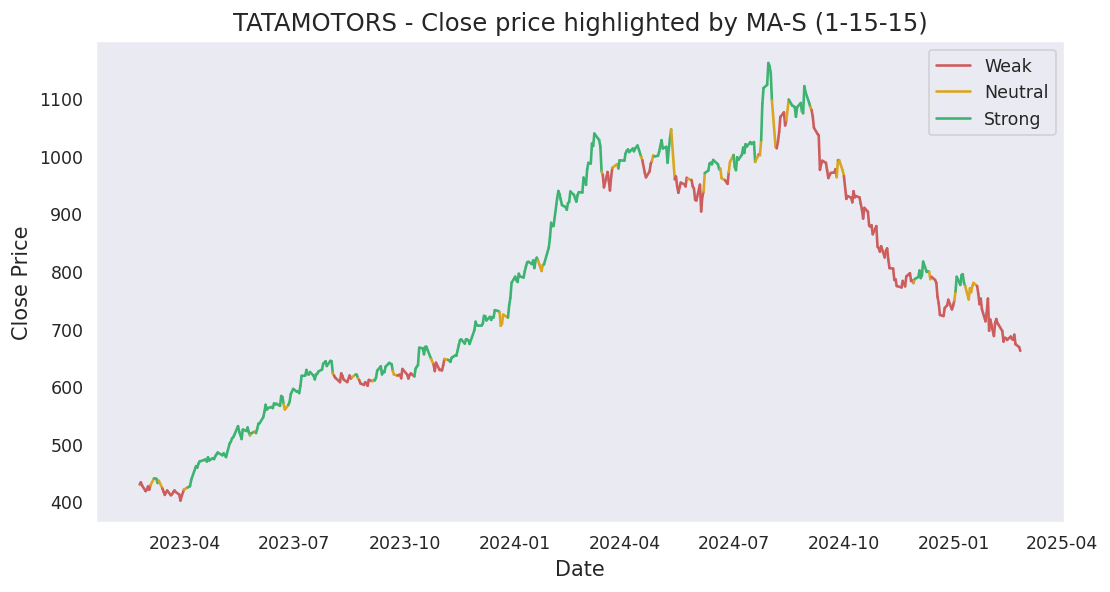 TATAMOTORS - Close price highlighted by MA-S (1-15-15)
Weak
Neutral
Strong
Close Price
1100
1000
900
800
700
600
500
400
2023-04 2023-07 2023-10 2024-01 2024-04 2024-07 2024-10 2025-01 2025-04
Date